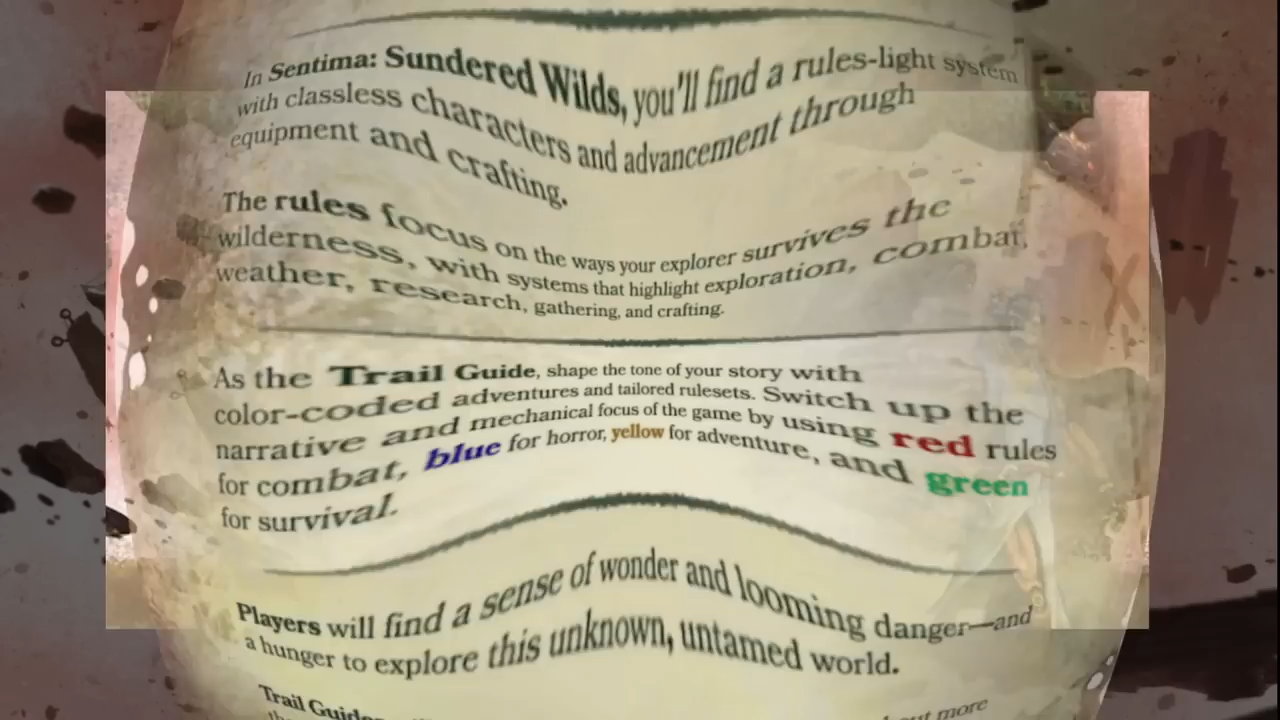 In Sentima: Sundered Wilds, you'll find a rules-light system
with classless characters and advancement through
equipment and crafting.
The rules focus on the ways your explorer survives the
wilderness, with systems that highlight exploration, combat,
weather, research, gathering, and crafting.
As the Trail Guide, shape the tone of your story with
color-coded adventures and tailored rulesets. Switch up the
narrative and mechanical focus of the game by using red rules
for combat, blue for horror, yellow for adventure, and green
for survival.
Players will find a sense of wonder and looming danger—and
a hunger to explore this unknown, untamed world.
Trail Guides more